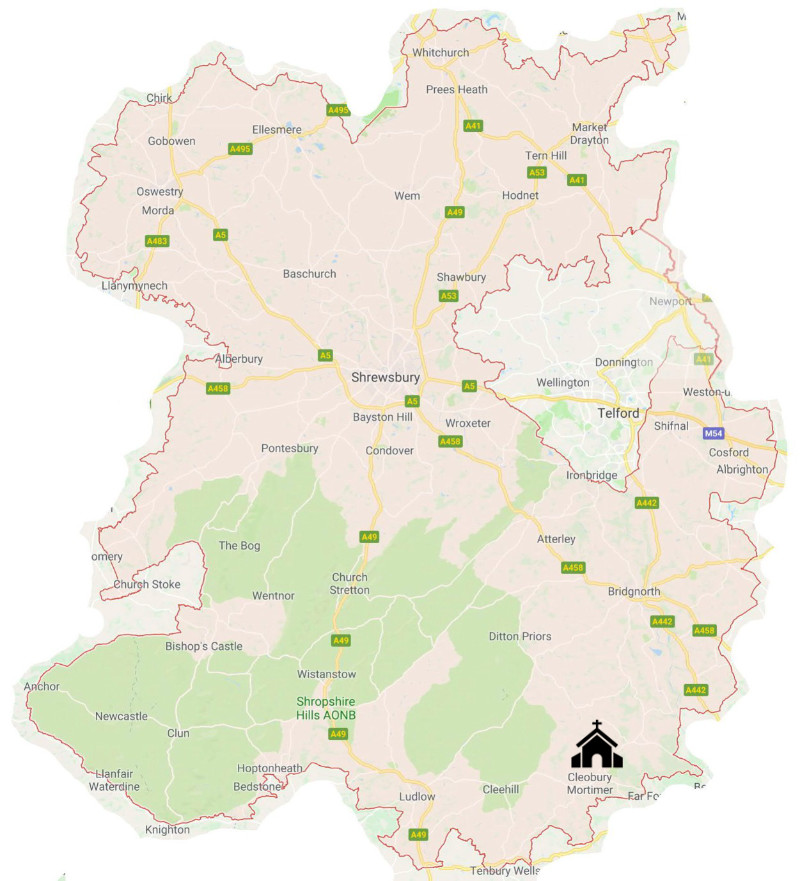 M
Whitchurch
Prees Heath
Chirk
A495
A41
Market
Drayton
Ellesmere
Gobowen
A495
Tern Hill
A53
A41
Oswestry
Wem
Hodnet
Morda
A49
A5
A483
Baschurch
Shawbury
Llanymynech
A53
Newport
Alberbury
A5
A41
Donnington
Shrewsbury
Wellington
A458
A5
Weston-u
A5
Bayston Hill
Telford
Wroxeter
Shifnal
M54
A458
Pontesbury
Condover
Cosford
Albrighton
Ironbridge
A442
A49
Atterley
The Bog
omery
A458
Church Stoke
Church
Stretton
Wentnor
Bridgnorth
A442
A458
Ditton Priors
A49
Bishop's Castle
Wistanstow
Anchor
A442
Shropshire
Hills AONB
Newcastle
Clun
A49
Hoptonheath
Llanfair
Waterdine
Cleobury
Mortimer
Bedstone
Cleehill
Ludlow
Far Fo
Knighton
A49
Tenbury Wells